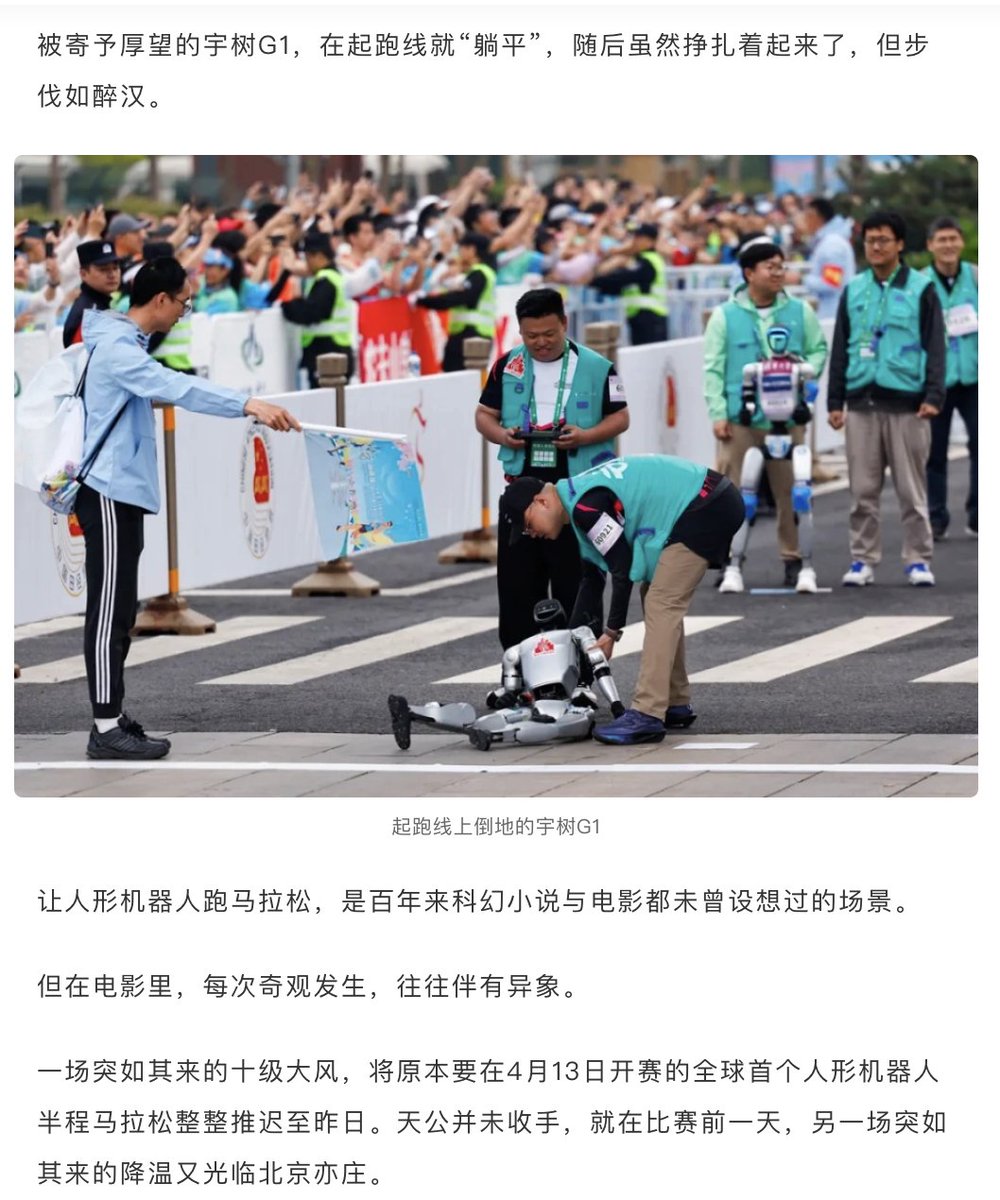 被寄予厚望的宇树G1，在起跑线就“躺平”，随后虽然挣扎着起来了，但步
伐如醉汉。
90921
起跑线上倒地的宇树G1
让人形机器人跑马拉松，是百年来科幻小说与电影都未曾设想过的场景。
但在电影里，每次奇观发生，往往伴有异象。
一场突如其来的十级大风，将原本要在4月13日开赛的全球首个人形机器人
半程马拉松整整推迟至昨日。天公并未收手，就在比赛前一天，另一场突如
其来的降温又光临北京亦庄。